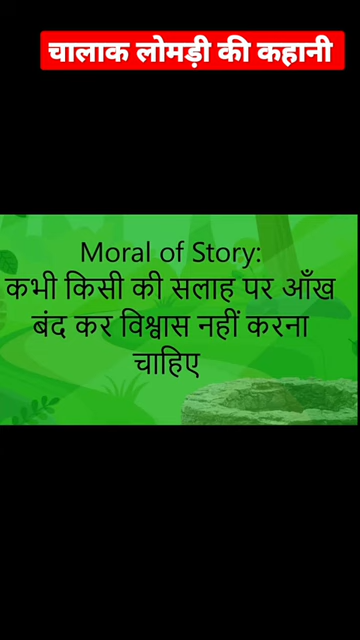 चालाक लोमड़ी की कहानी
Moral of Story:
कभी किसी की सलाह पर आँख
बंद कर विश्वास नहीं करना
चाहिए